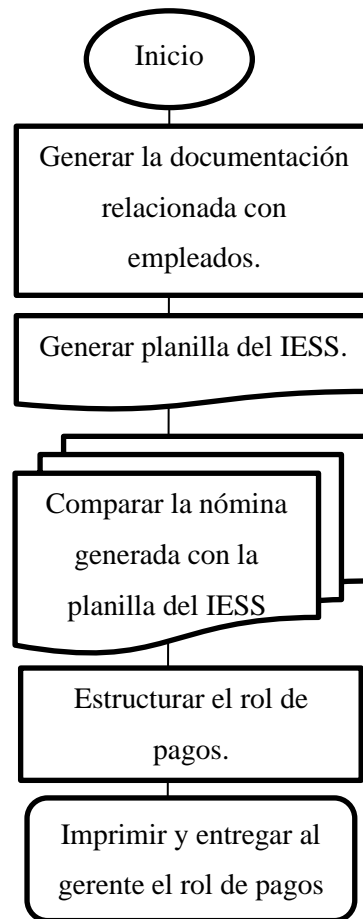 Inicio
Generar la documentación
relacionada con
empleados.
Generar planilla del IESS.
Comparar la nómina
generada con la
planilla del IESS
Estructurar el rol de
pagos.
Imprimir y entregar al
gerente el rol de pagos